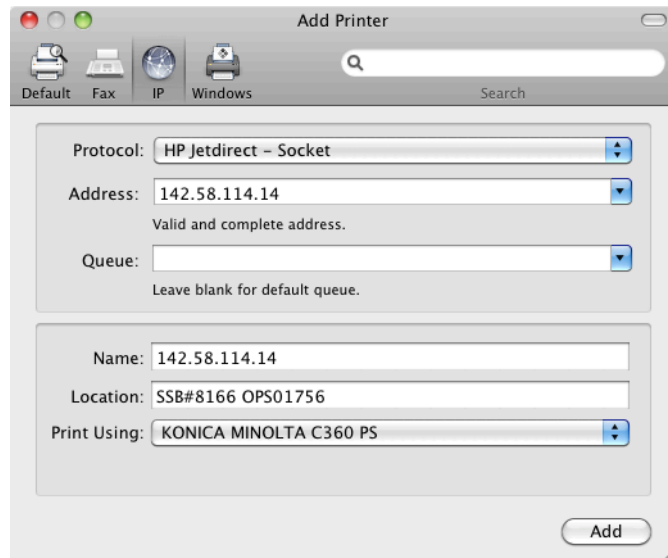 Add Printer
Default Fax IP Windows Search
Protocol: HP Jetdirect – Socket
Address: 142.58.114.14
Valid and complete address.
Queue:
Leave blank for default queue.
Name: 142.58.114.14
Location: SSB#8166 OPS01756
Print Using: KONICA MINOLTA C360 PS
Add